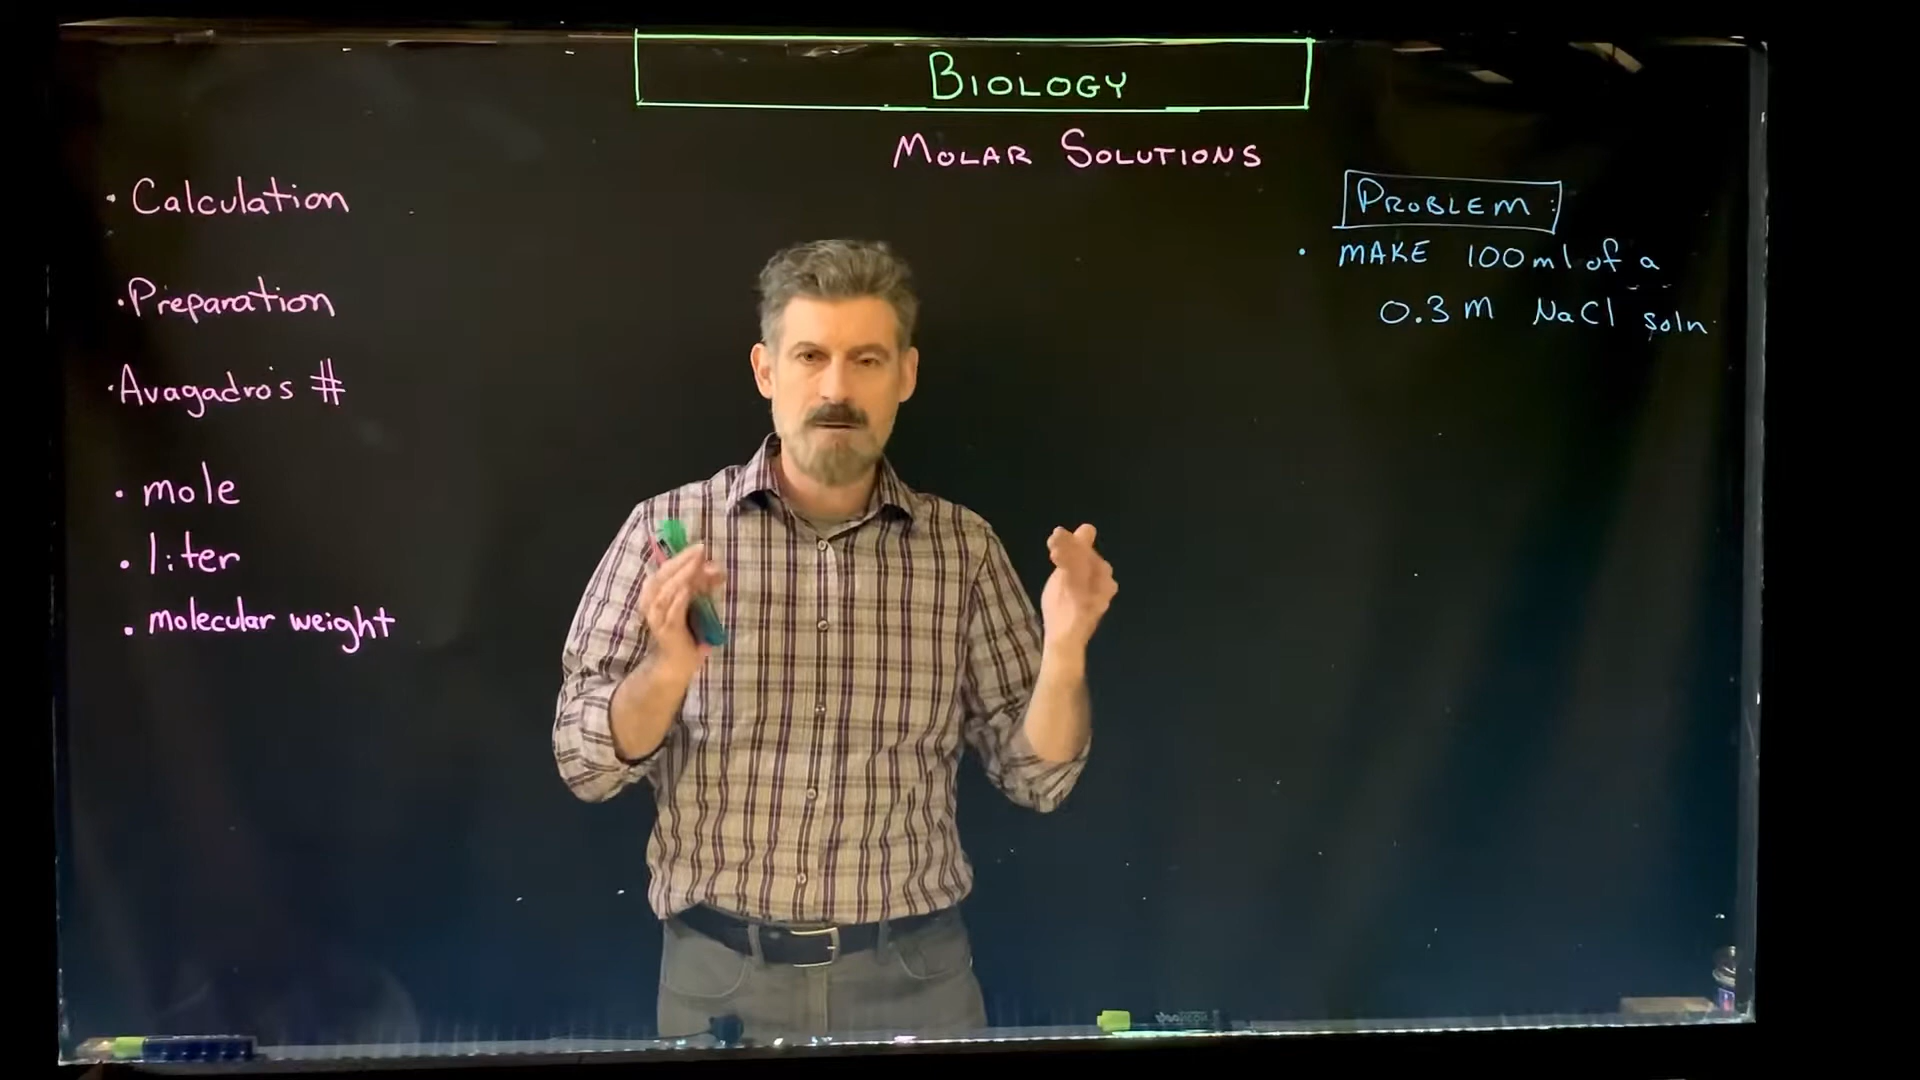 BIOLOGY
MOLAR SOLUTIONS
• Calculation
• Preparation
• Avagadro's #
• mole
• liter
• molecular weight
PROBLEM:
• MAKE 100ml of a
0.3 m NaCl soln